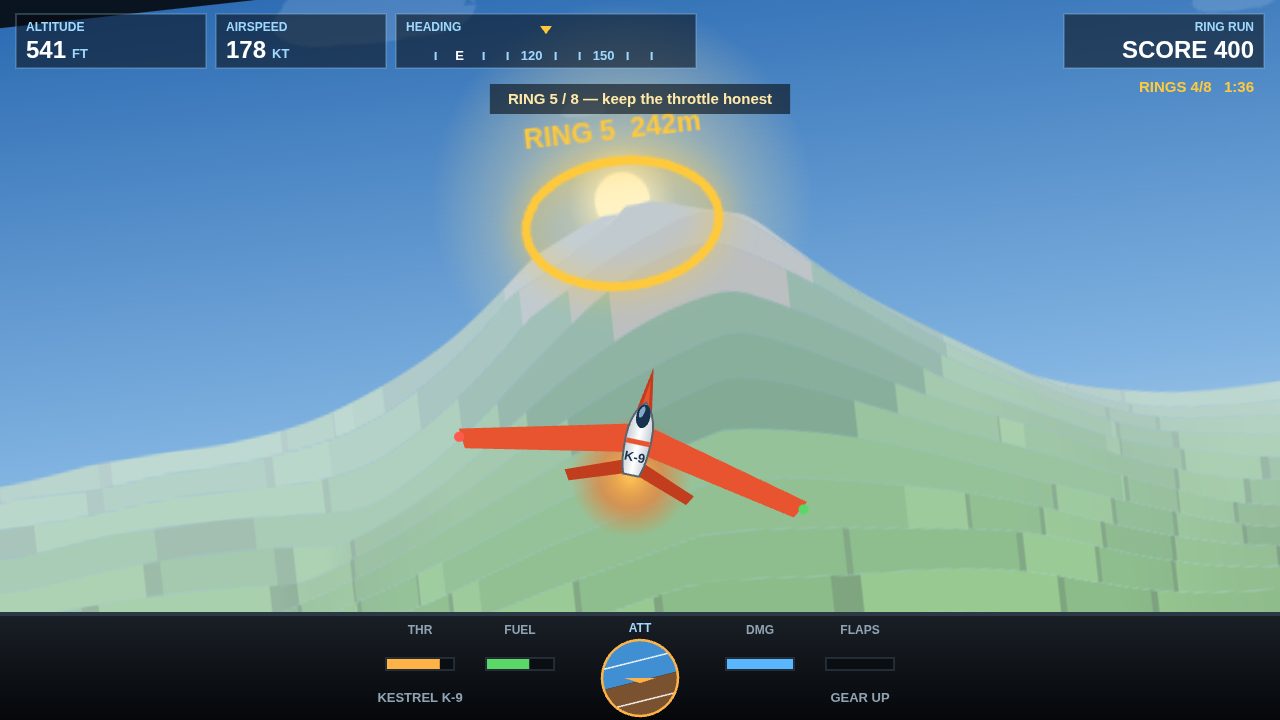 ALTITUDE
541 FT
AIRSPEED
178 KT
HEADING
E 120 150
RING RUN
SCORE 400
RINGS 4/8 1:36
RING 5 / 8 — keep the throttle honest
RING 5 242m
K-9
THR
FUEL
ATT
DMG
FLAPS
KESTREL K-9
GEAR UP